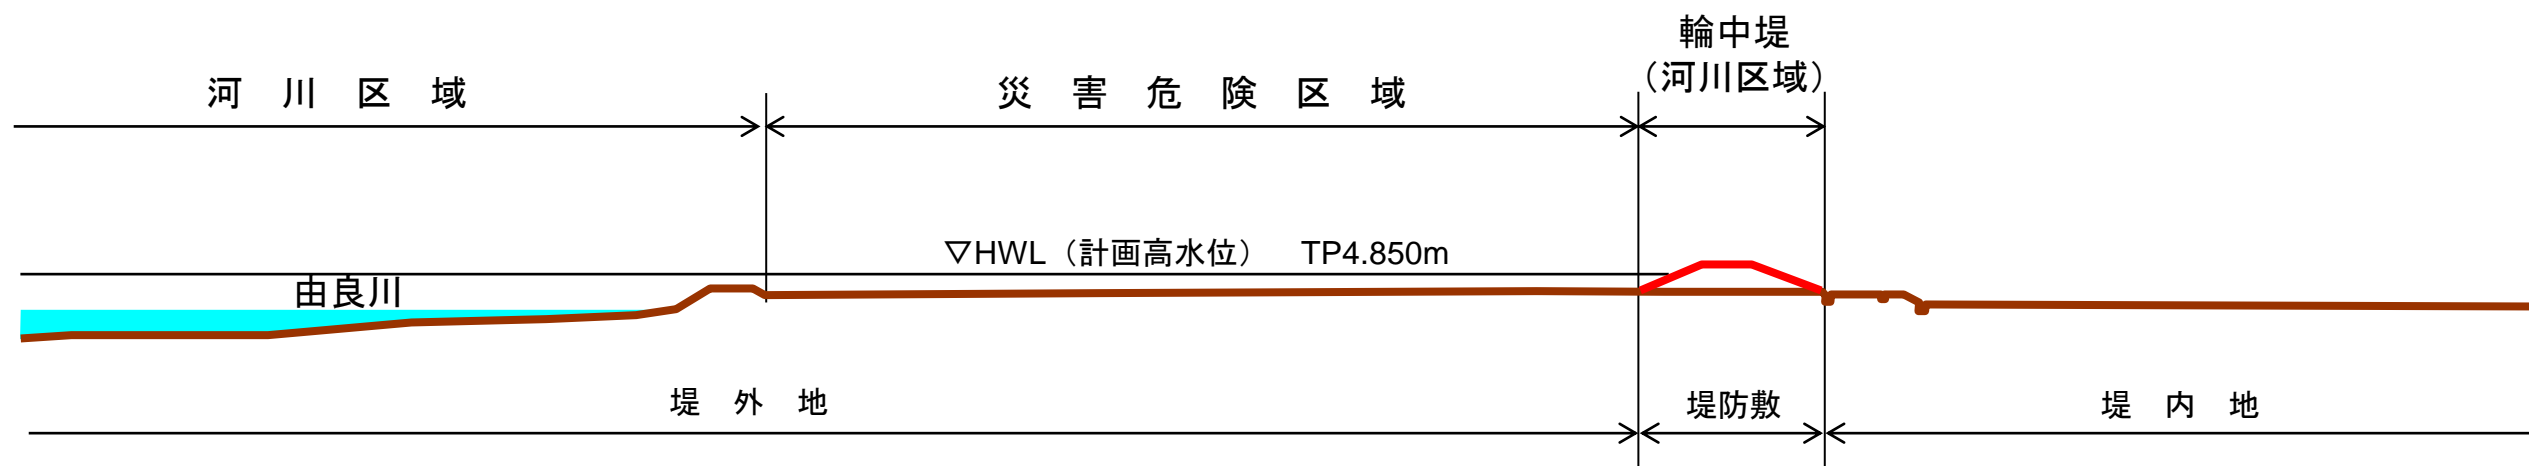 輪中堤
（河川区域）
河　川　区　域
災　害　危　険　区　域
▽HWL（計画高水位）　TP4.850m
由良川
堤　外　地
堤防敷
堤　内　地